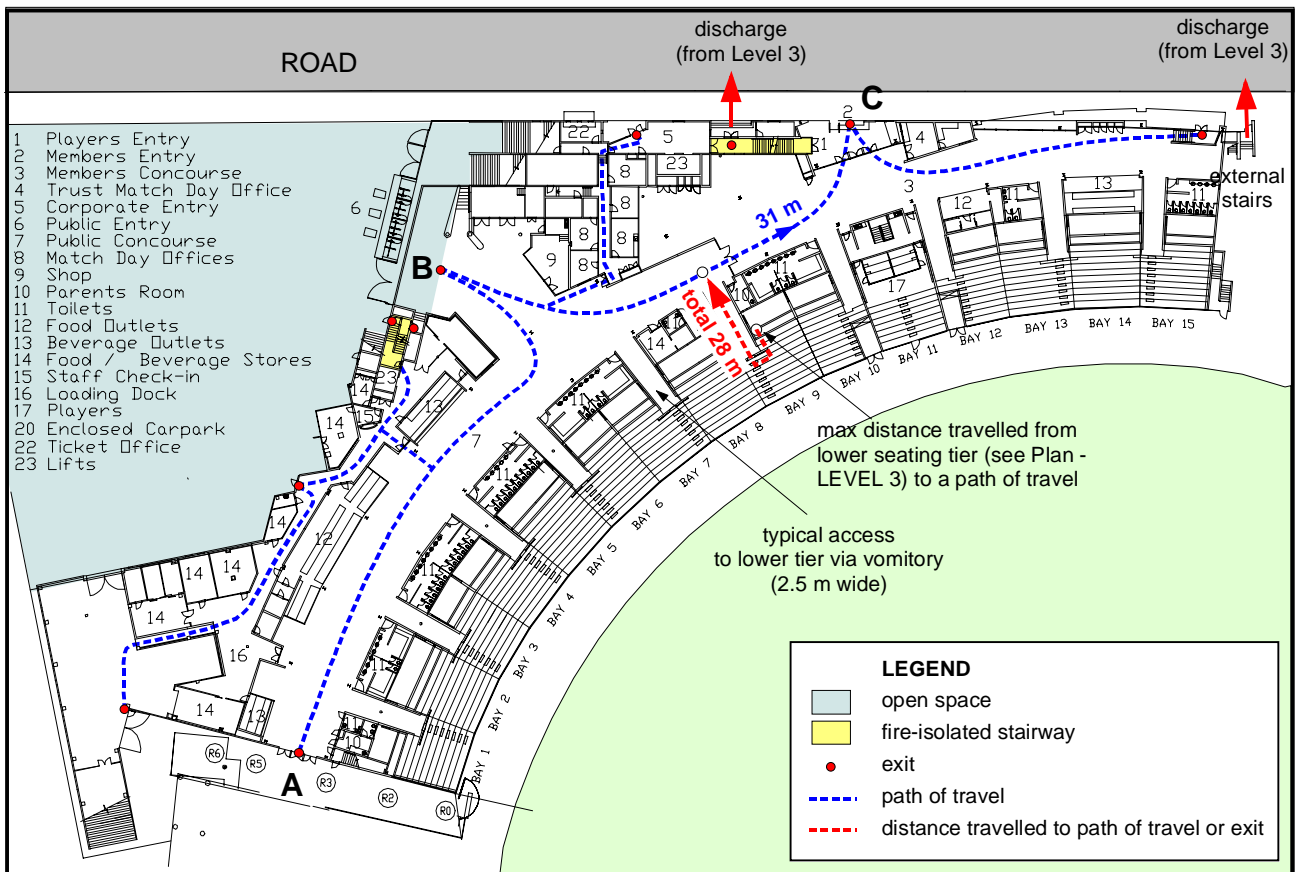 ROAD
discharge
(from Level 3)
discharge
(from Level 3)
1 Players Entry
2 Members Entry
3 Members Concourse
4 Trust Match Day Office
5 Corporate Entry
6 Public Entry
7 Public Concourse
8 Match Day Offices
9 Shop
10 Parents Room
11 Toilets
12 Food Outlets
13 Beverage Outlets
14 Food / Beverage Stores
15 Staff Check-in
16 Loading Dock
17 Players
20 Enclosed Carpark
22 Ticket Office
23 Lifts
C
2
22
5
1
4
23
8
3
external
stairs
6
8
31 m
12
11
13
11
8
8
9
8
B
11
10
17
total 28 m
14
BAY 15
BAY 14
BAY 13
BAY 12
BAY 11
BAY 10
BAY 9
BAY 8
BAY 7
BAY 6
BAY 5
BAY 4
BAY 3
BAY 2
BAY 1
23
14
15
13
14
11
7
max distance travelled from
lower seating tier (see Plan -
LEVEL 3) to a path of travel
11
typical access
to lower tier via vomitory
(2.5 m wide)
14
12
11
14
14
14
16
11
14
13
10
A
R6
R5
R3
R2
R0
LEGEND
open space
fire-isolated stairway
exit
path of travel
distance travelled to path of travel or exit